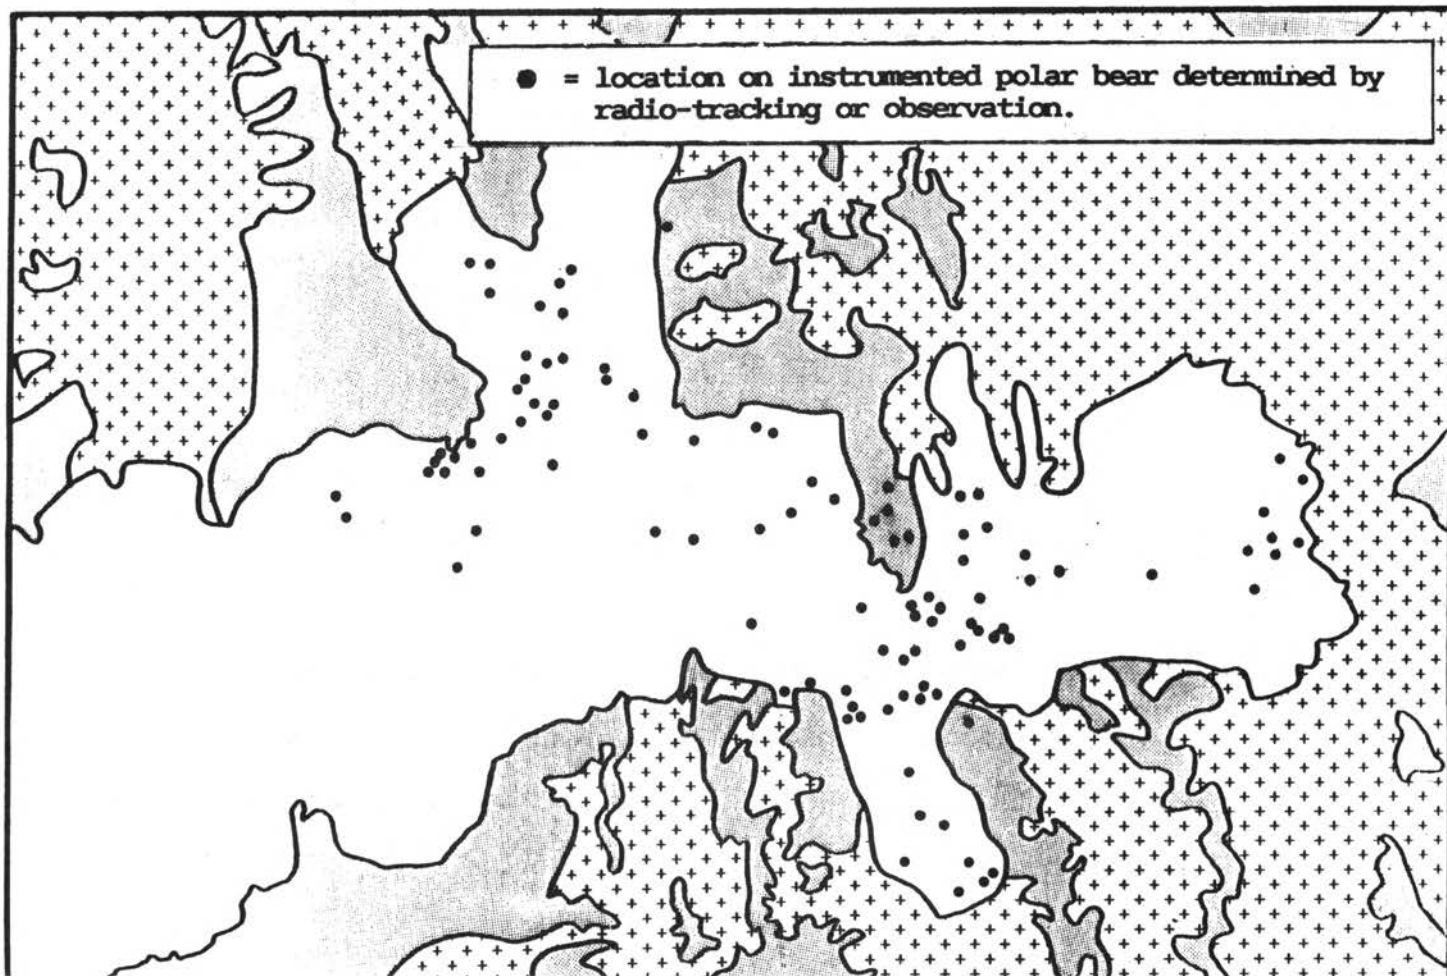 ● = location on instrumented polar bear determined by
radio-tracking or observation.